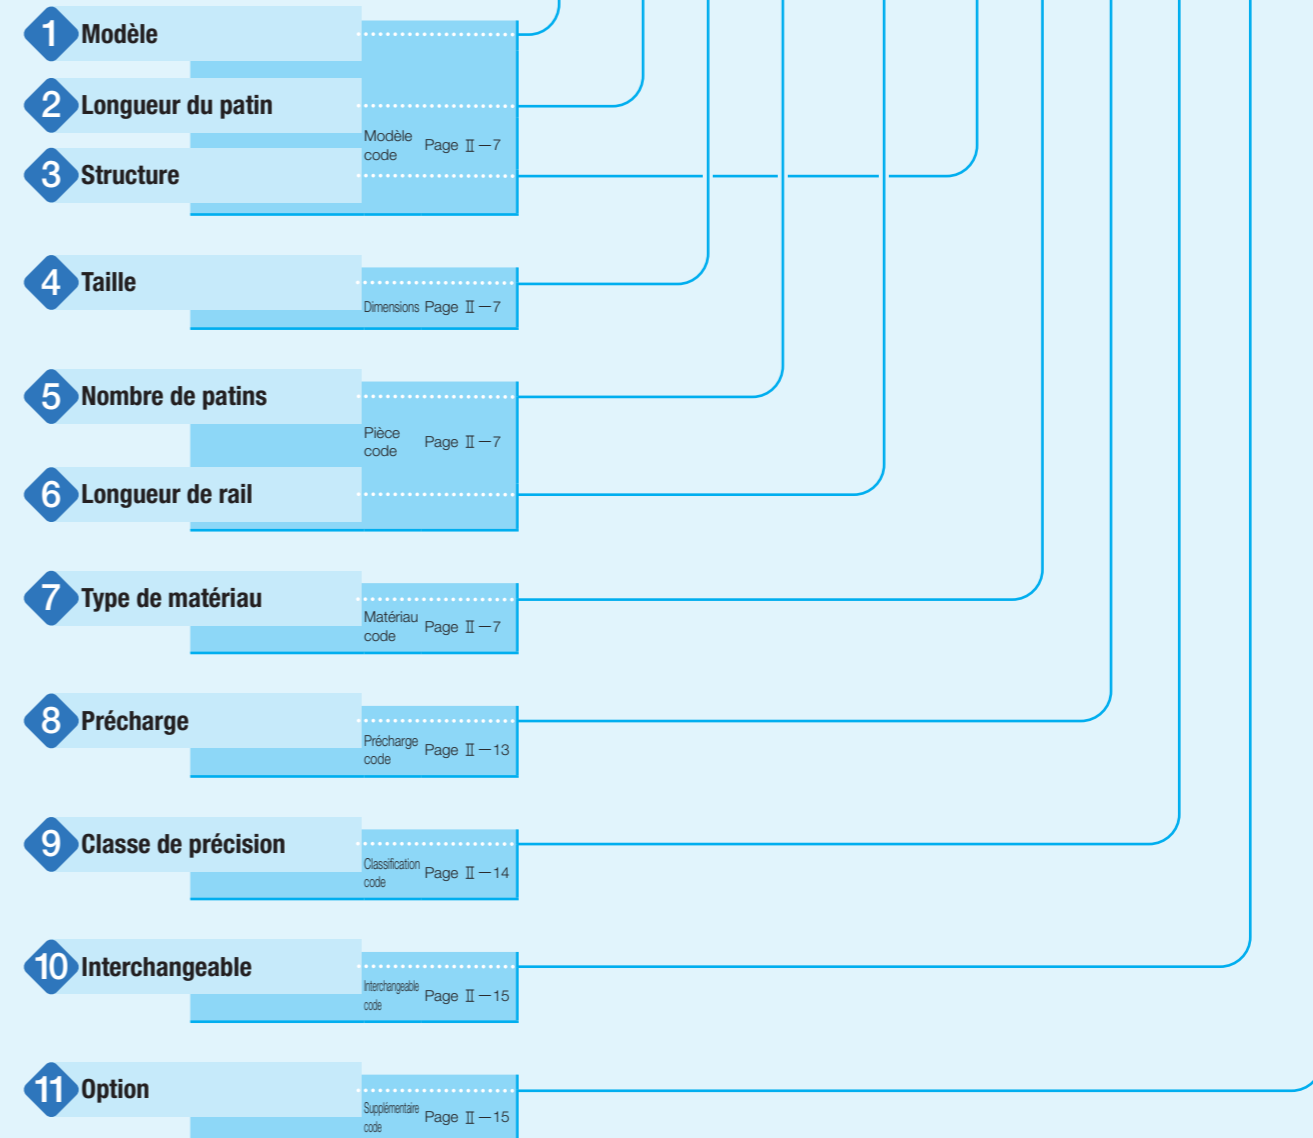 1 Modèle
2 Longueur du patin
Modèle
code Page Ⅱ－7
3 Structure
4 Taille
Dimensions Page Ⅱ－7
5 Nombre de patins
Pièce
code Page Ⅱ－7
6 Longueur de rail
7 Type de matériau
Matériau
code Page Ⅱ－7
8 Précharge
Précharge
code Page Ⅱ－13
9 Classe de précision
Classification
code Page Ⅱ－14
10 Interchangeable
Interchangeable
code Page Ⅱ－15
11 Option
Supplémentaire
code Page Ⅱ－15